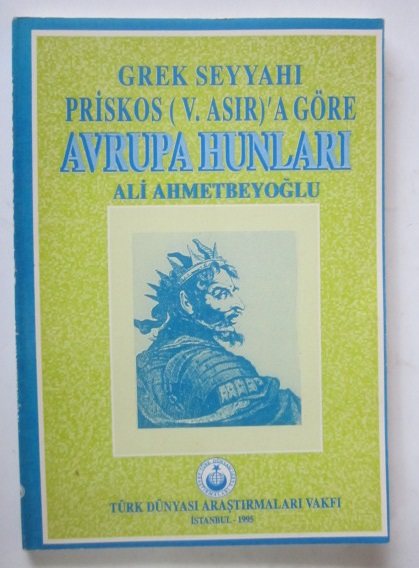 GREK SEYYAHI
PRİSKOS ( V. ASIR)'A GÖRE
AVRUPA HUNLARI
ALİ AHMETBEYOĞLU
TÜRK DÜNYASI ARAŞTIRMALARI VAKFI
İSTANBUL - 1995